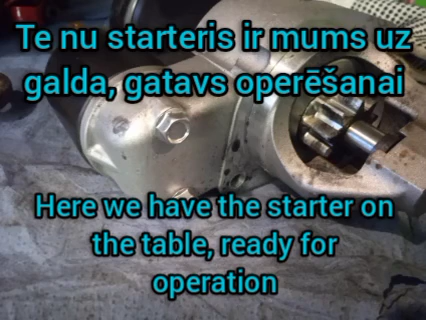 Te nu starteris ir mums uz
galda, gatavs operēšanai
Here we have the starter on
the table, ready for
operation